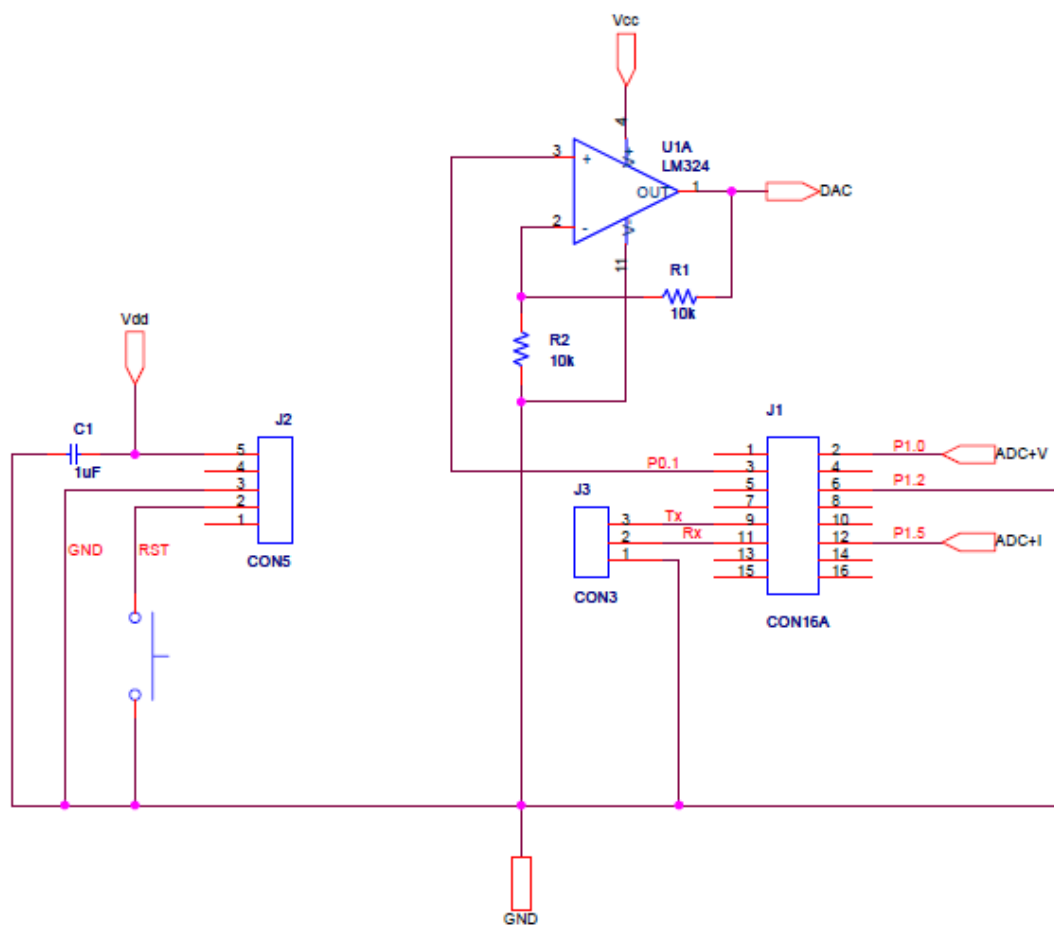 Vcc
4
V+
U1A
LM324
3
+
OUT
1
DAC
2
-
V-
11
R1
10k
R2
10k
Vdd
C1
1uF
J2
5
4
3
2
1
CON5
GND
RST
J1
1
2
P1.0
ADC+V
P0.1
3
4
5
6
P1.2
7
8
J3
3
Tx
9
10
2
Rx
11
12
P1.5
ADC+I
1
13
14
15
16
CON3
CON16A
GND